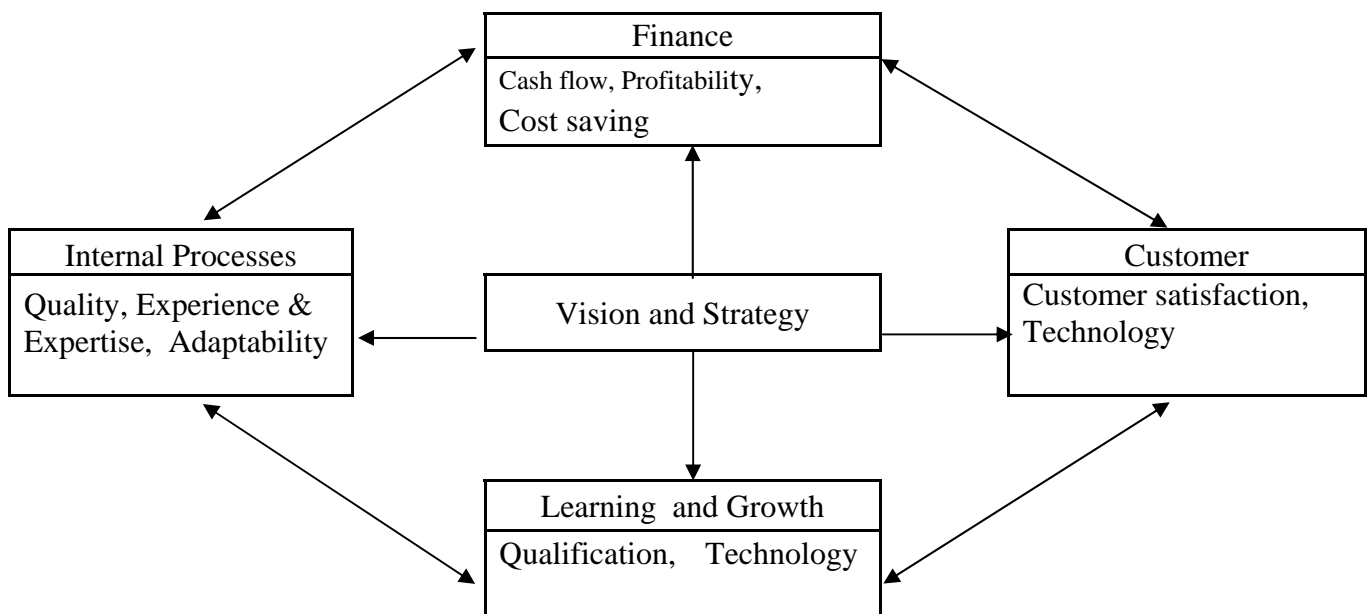 Finance
Cash flow, Profitability,
Cost saving
Internal Processes
Quality, Experience &
Expertise, Adaptability
Vision and Strategy
Customer
Customer satisfaction,
Technology
Learning and Growth
Qualification, Technology